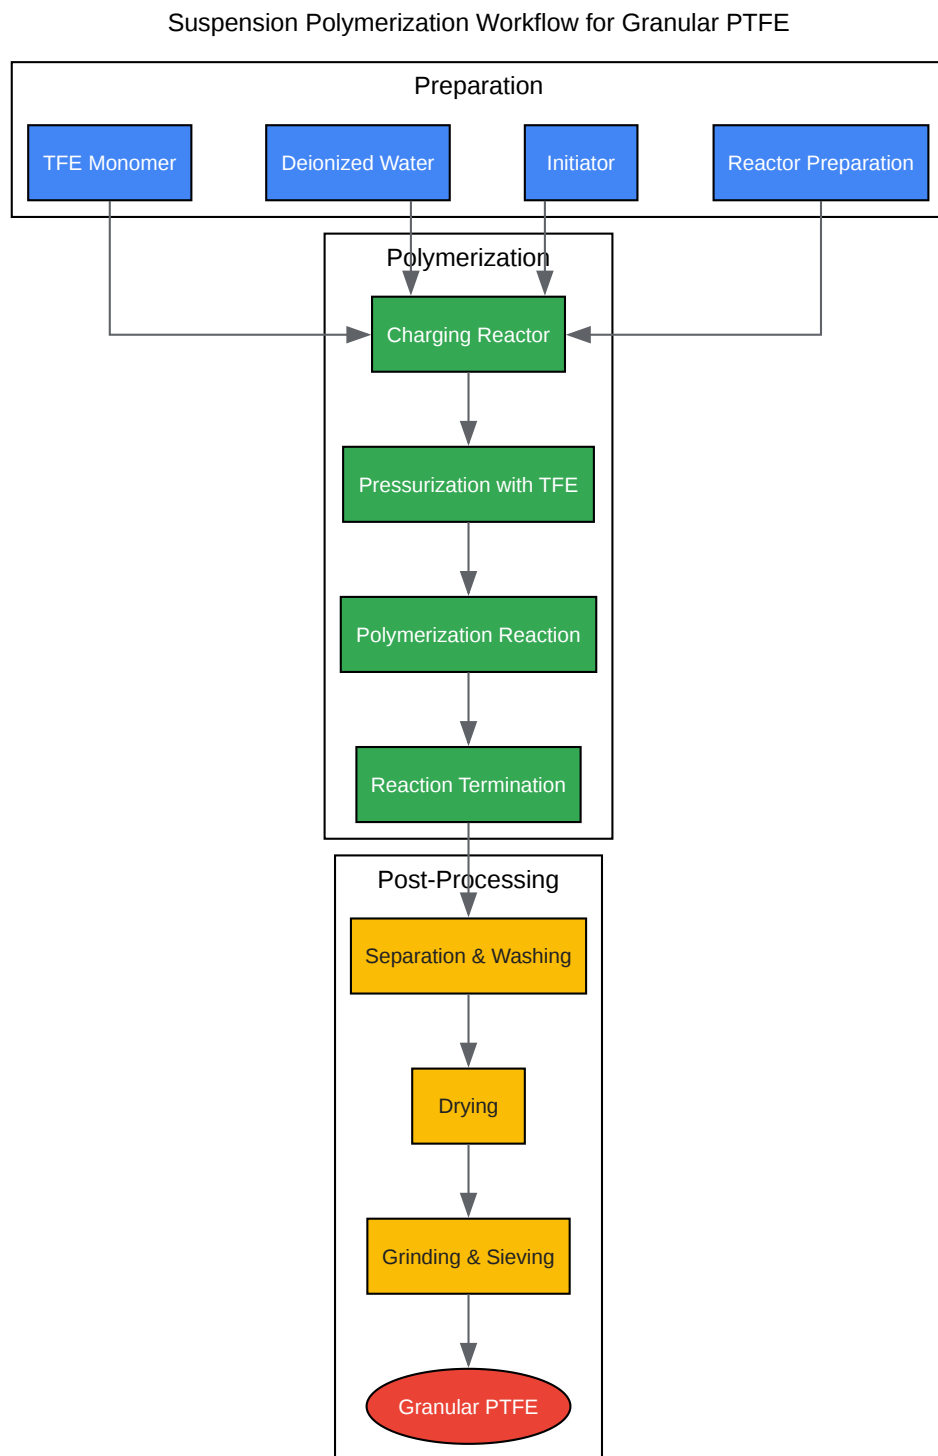 Suspension Polymerization Workflow for Granular PTFE
Preparation
TFE Monomer
Deionized Water
Initiator
Reactor Preparation
Polymerization
Charging Reactor
Pressurization with TFE
Polymerization Reaction
Reaction Termination
Post-Processing
Separation & Washing
Drying
Grinding & Sieving
Granular PTFE